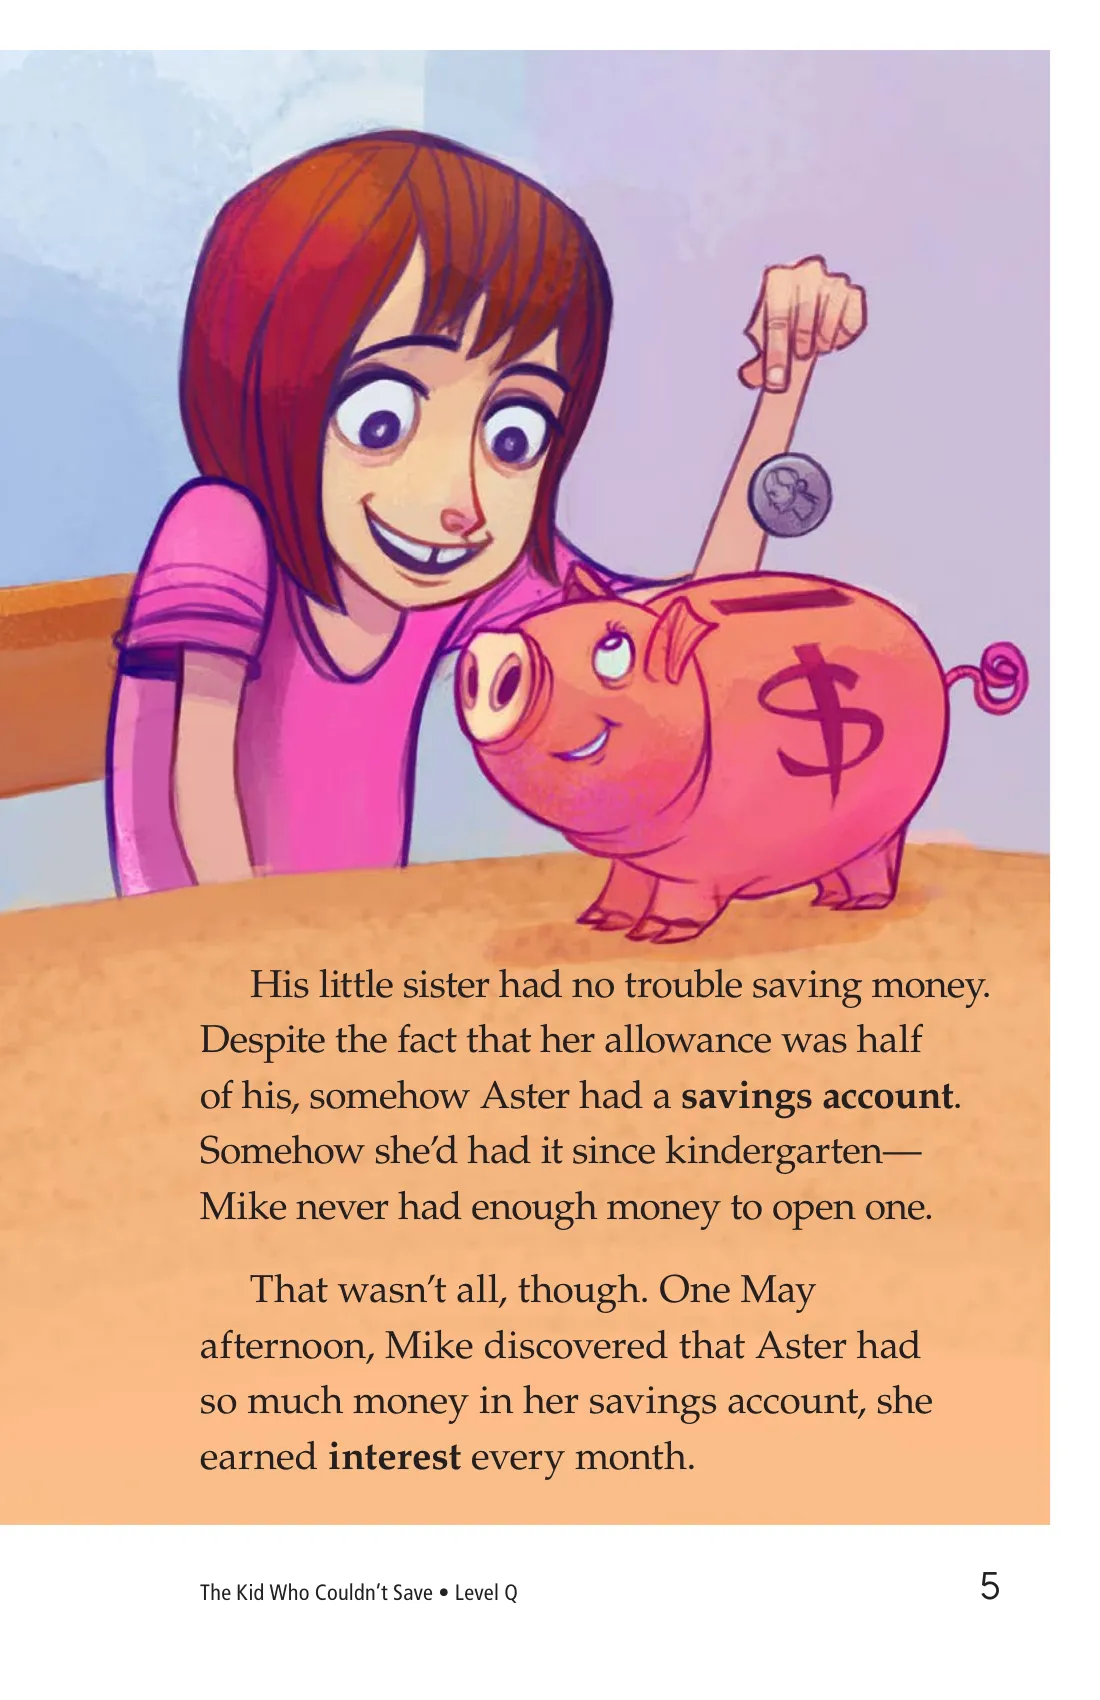 $
His little sister had no trouble saving money.
Despite the fact that her allowance was half
of his, somehow Aster had a savings account.
Somehow she’d had it since kindergarten—
Mike never had enough money to open one.
That wasn’t all, though. One May
afternoon, Mike discovered that Aster had
so much money in her savings account, she
earned interest every month.
The Kid Who Couldn’t Save • Level Q
5